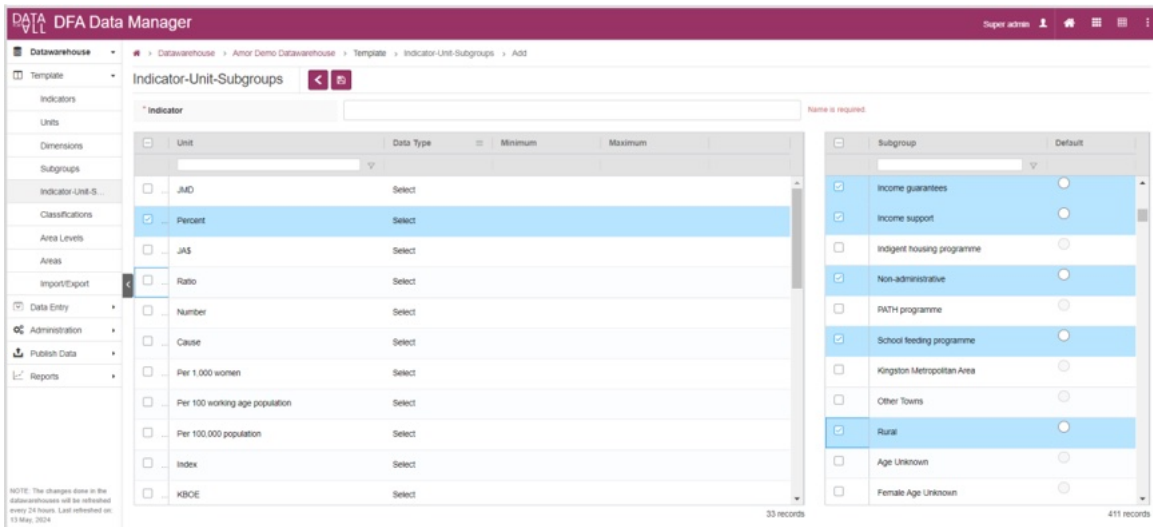 DATA FOR ALL DFA Data Manager
Super admin
Datawarehouse
> Datawarehouse > Amor Demo Datawarehouse > Template > Indicator-Unit-Subgroups > Add
Template
Indicator-Unit-Subgroups
Indicators
Units
Dimensions
Subgroups
Indicator-Unit-S...
Classifications
Area Levels
Areas
Import/Export
Data Entry
Administration
Publish Data
Reports
NOTE: The changes done in the
datawarehouses will be refreshed
every 24 hours. Last refreshed on:
13 May, 2024
* Indicator
Name is required.
Unit Data Type Minimum Maximum
... JMD Select
... Percent Select
... JA$ Select
... Ratio Select
... Number Select
... Cause Select
... Per 1,000 women Select
... Per 100 working age population Select
... Per 100,000 population Select
... Index Select
... KBOE Select
33 records
Subgroup Default
Income guarantees
Income support
Indigent housing programme
Non-administrative
PATH programme
School feeding programme
Kingston Metropolitan Area
Other Towns
Rural
Age Unknown
Female Age Unknown
411 records